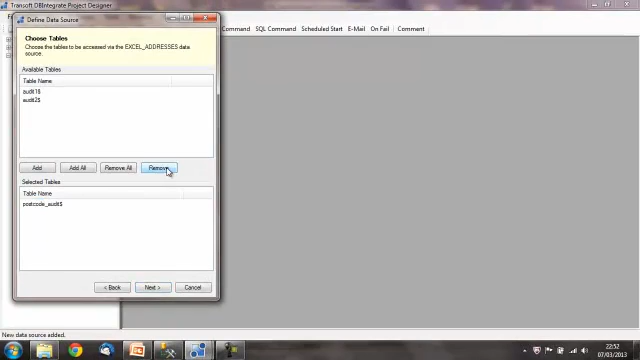 Transoft DBIntegrate Project Designer
Define Data Source
Command SQL Command Scheduled Start E-Mail On Fail Comment
Choose Tables
Choose the tables to be accessed via the EXCEL_ADDRESSES data
source.
Available Tables
Table Name
audit1$
audit2$
Add Add All Remove All Remove
Selected Tables
Table Name
postcode_audit$
< Back Next > Cancel
New data source added.
22:52
07/03/2013